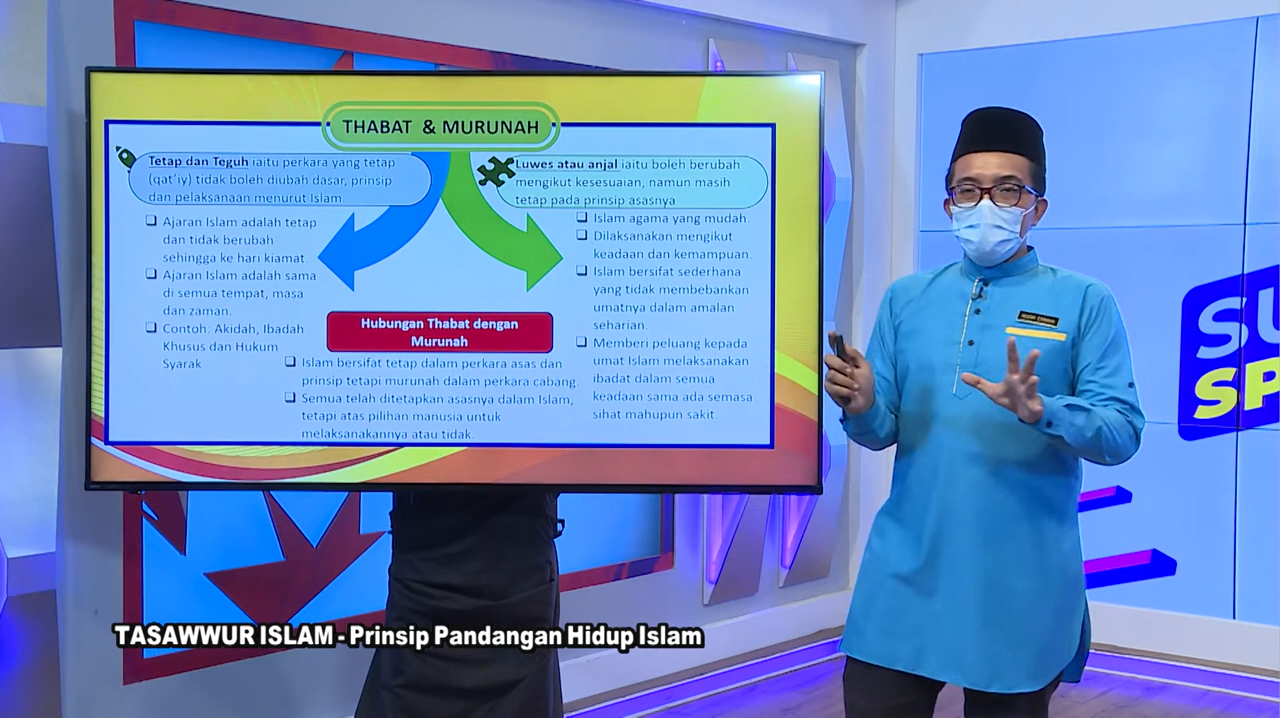 THABAT & MURUNAH
Tetap dan Teguh iaitu perkara yang tetap
(qat'iy) tidak boleh diubah dasar, prinsip
dan pelaksanaan menurut Islam.
❑ Ajaran Islam adalah tetap
dan tidak berubah
sehingga ke hari kiamat.
❑ Ajaran Islam adalah sama
di semua tempat, masa
dan zaman.
❑ Contoh: Akidah, Ibadah
Khusus dan Hukum
Syarak
Luwes atau anjal iaitu boleh berubah
mengikut kesesuaian, namun masih
tetap pada prinsip asasnya
❑ Islam agama yang mudah.
❑ Dilaksanakan mengikut
keadaan dan kemampuan.
❑ Islam bersifat sederhana
yang tidak membebankan
umatnya dalam amalan
seharian.
❑ Memberi peluang kepada
umat Islam melaksanakan
ibadat dalam semua
keadaan sama ada semasa
sihat mahupun sakit.
Hubungan Thabat dengan
Murunah
❑ Islam bersifat tetap dalam perkara asas dan
prinsip tetapi murunah dalam perkara cabang.
❑ Semua telah ditetapkan asasnya dalam Islam,
tetapi atas pilihan manusia untuk
melaksanakannya atau tidak.
SU
SP
TASAWWUR ISLAM - Prinsip Pandangan Hidup Islam